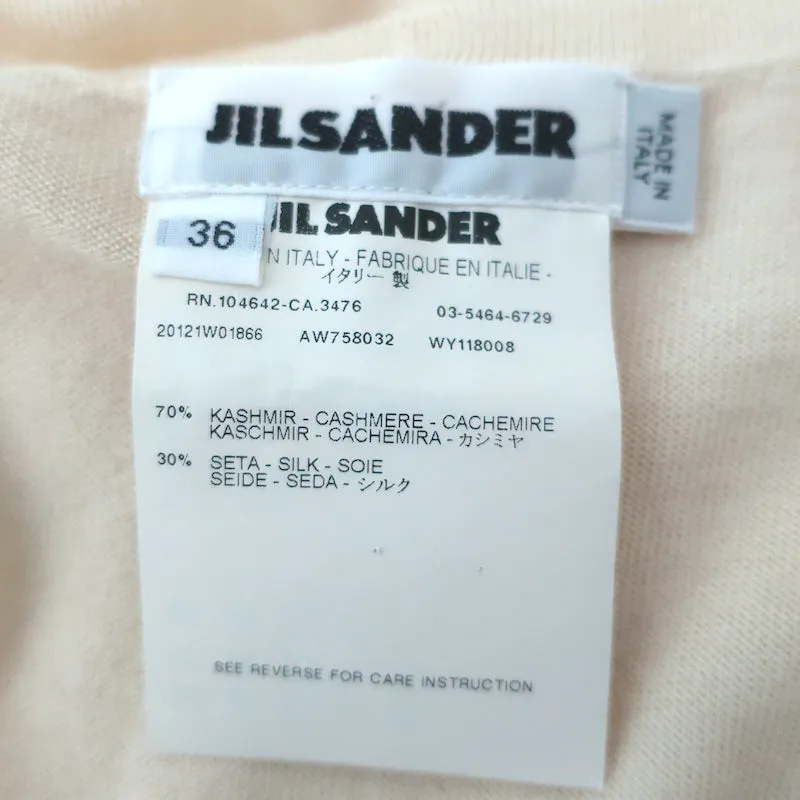 JIL SANDER
MADE IN
ITALY
36
JIL SANDER
N ITALY - FABRIQUE EN ITALIE -
イタリー 製
RN.104642-CA.3476 03-5464-6729
20121W01866 AW758032 WY118008
70% KASHMIR - CASHMERE - CACHEMIRE
KASCHMIR - CACHEMIRA - カシミヤ
30% SETA - SILK - SOIE
SEIDE - SEDA - シルク
SEE REVERSE FOR CARE INSTRUCTION